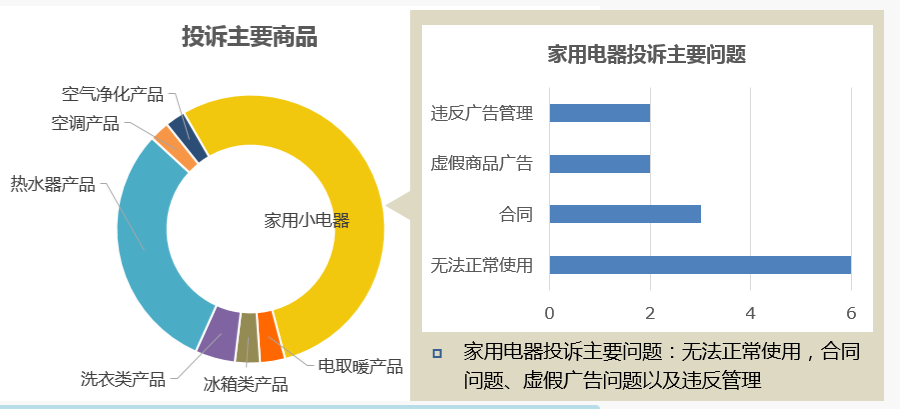 投诉主要商品
空气净化产品
空调产品
热水器产品
家用小电器
洗衣类产品
冰箱类产品
电取暖产品
家用电器投诉主要问题
违反广告管理
虚假商品广告
合同
无法正常使用
0 2 4 6
家用电器投诉主要问题：无法正常使用，合同
问题、虚假广告问题以及违反管理